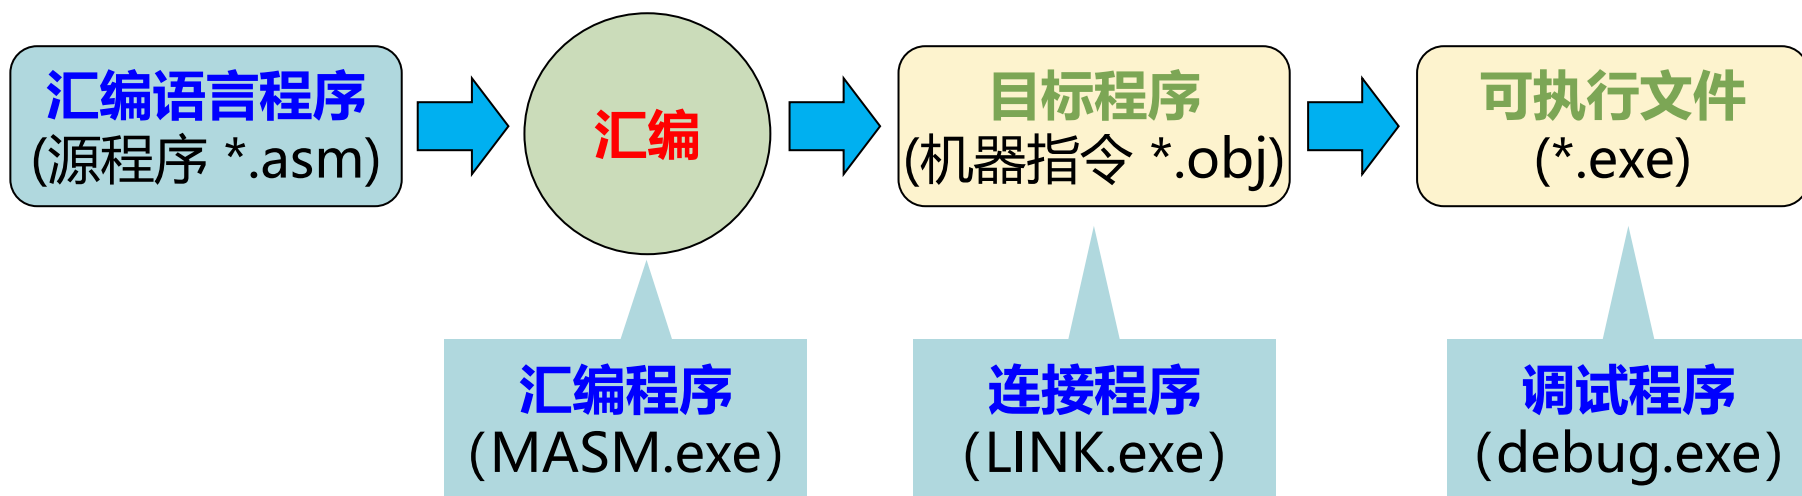 汇编语言程序
(源程序 *.asm)
汇编
目标程序
(机器指令 *.obj)
可执行文件
(*.exe)
汇编程序
（MASM.exe）
连接程序
（LINK.exe）
调试程序
（debug.exe）